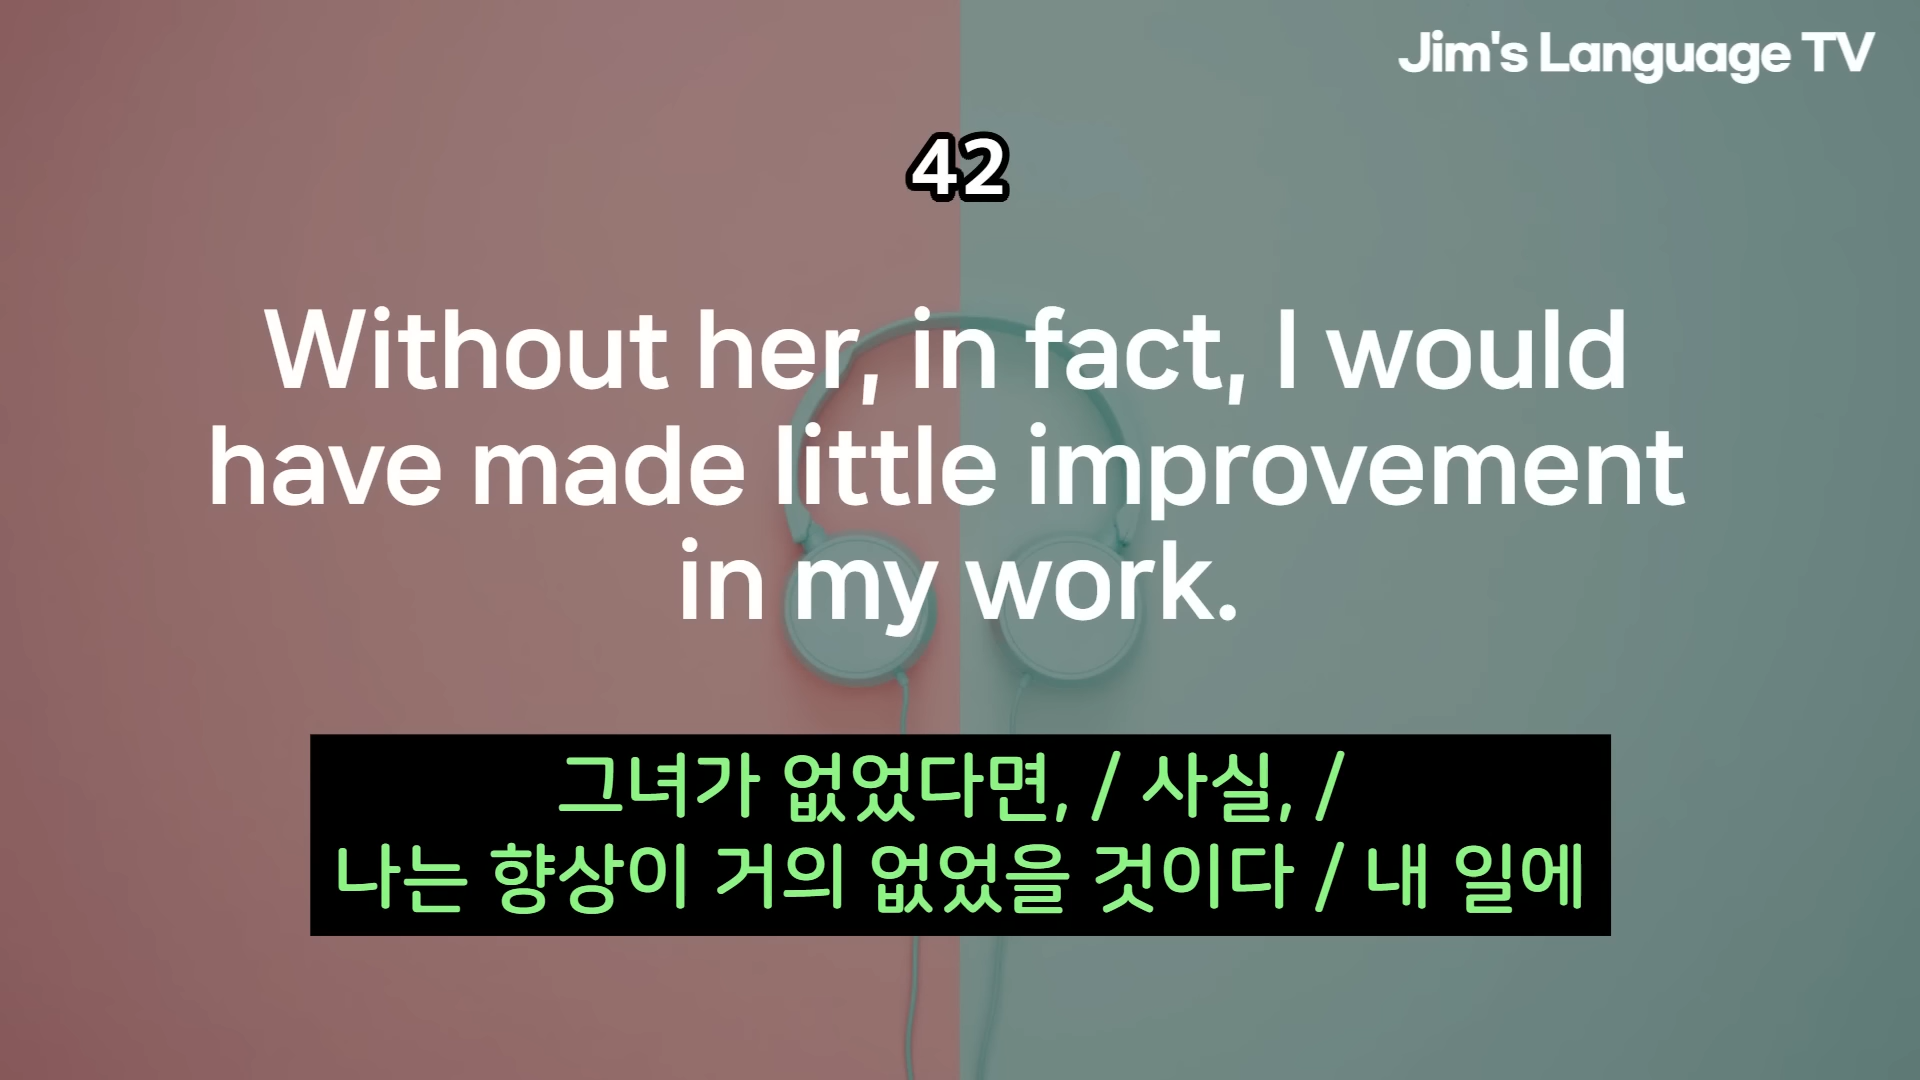 Jim's Language TV
42
Without her, in fact, I would
have made little improvement
in my work.
그녀가 없었다면, / 사실, /
나는 향상이 거의 없었을 것이다 / 내 일에